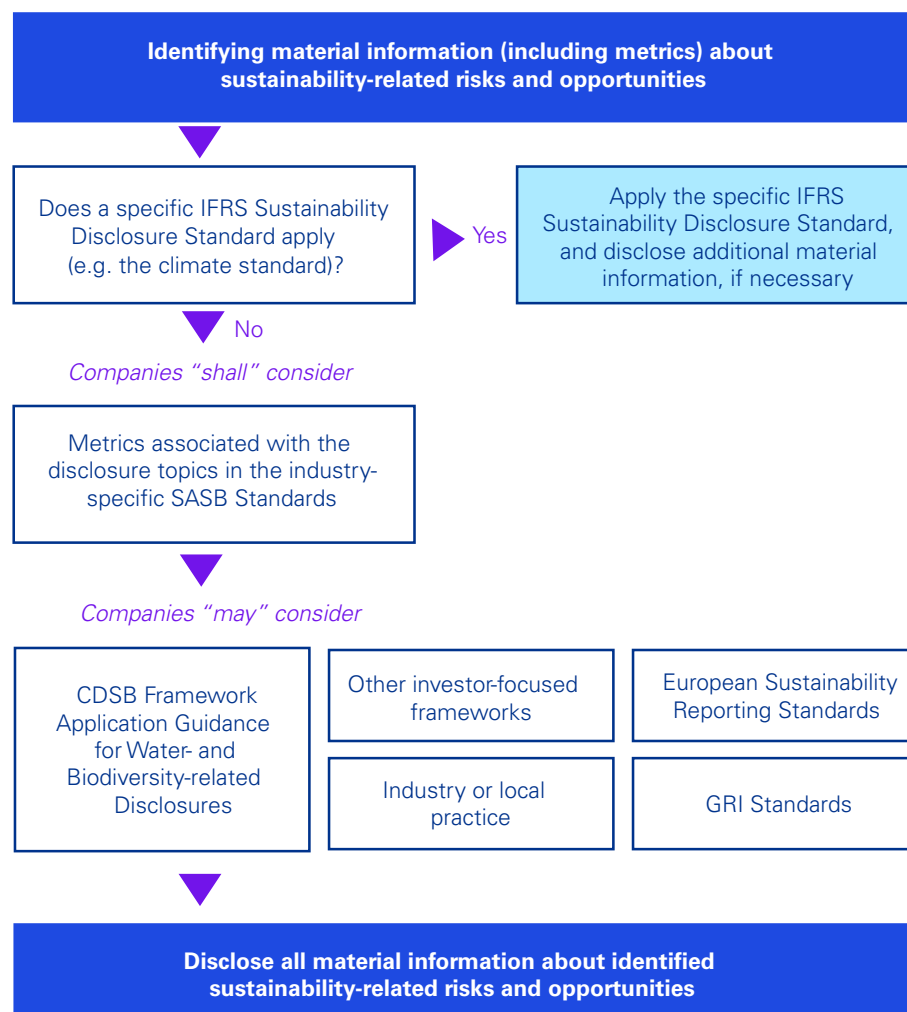 Identifying material information (including metrics) about
sustainability-related risks and opportunities
Does a specific IFRS Sustainability
Disclosure Standard apply
(e.g. the climate standard)?
Yes
Apply the specific IFRS
Sustainability Disclosure Standard,
and disclose additional material
information, if necessary
No
Companies “shall” consider
Metrics associated with the
disclosure topics in the industry-
specific SASB Standards
Companies “may” consider
CDSB Framework
Application Guidance
for Water- and
Biodiversity-related
Disclosures
Other investor-focused
frameworks
European Sustainability
Reporting Standards
Industry or local
practice
GRI Standards
Disclose all material information about identified
sustainability-related risks and opportunities